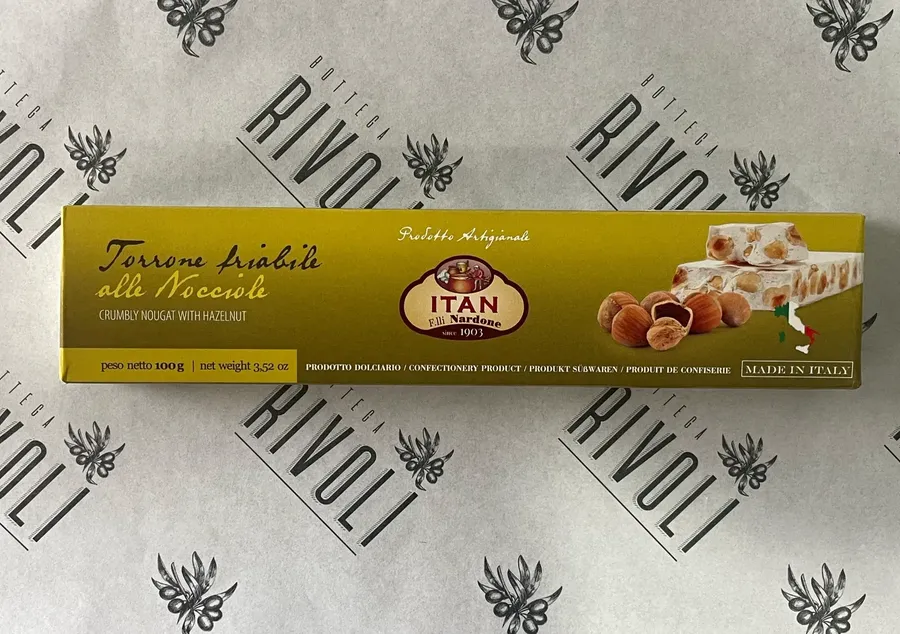 BOTTEGA
RIVOLI
BOTTEGA
RIVOLI
BOTTEGA
RIVOLI
Prodotto Artigianale
Torrone friabile
alle Nocciole
CRUMBLY NOUGAT WITH HAZELNUT
ITAN
F.lli Nardone
since 1903
peso netto 100g | net weight 3,52 oz
PRODOTTO DOLCIARIO / CONFECTIONERY PRODUCT / PRODUKT SÜßWAREN / PRODUIT DE CONFISERIE
MADE IN ITALY
RIVOLI
RIVOLI
RIVOLI